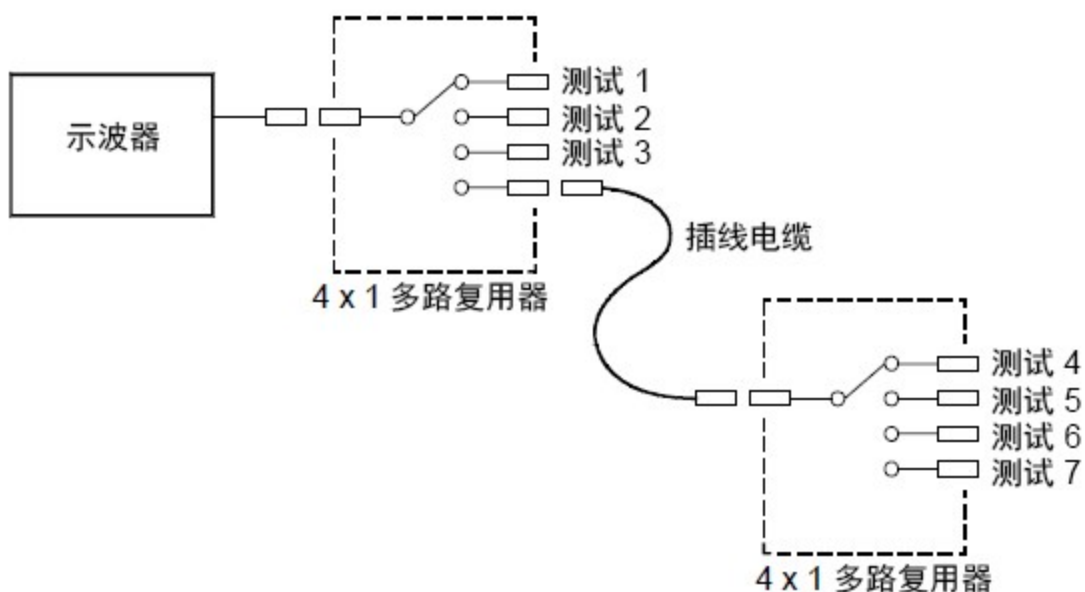 示波器
测试 1
测试 2
测试 3
插线电缆
4 x 1 多路复用器
测试 4
测试 5
测试 6
测试 7
4 x 1 多路复用器